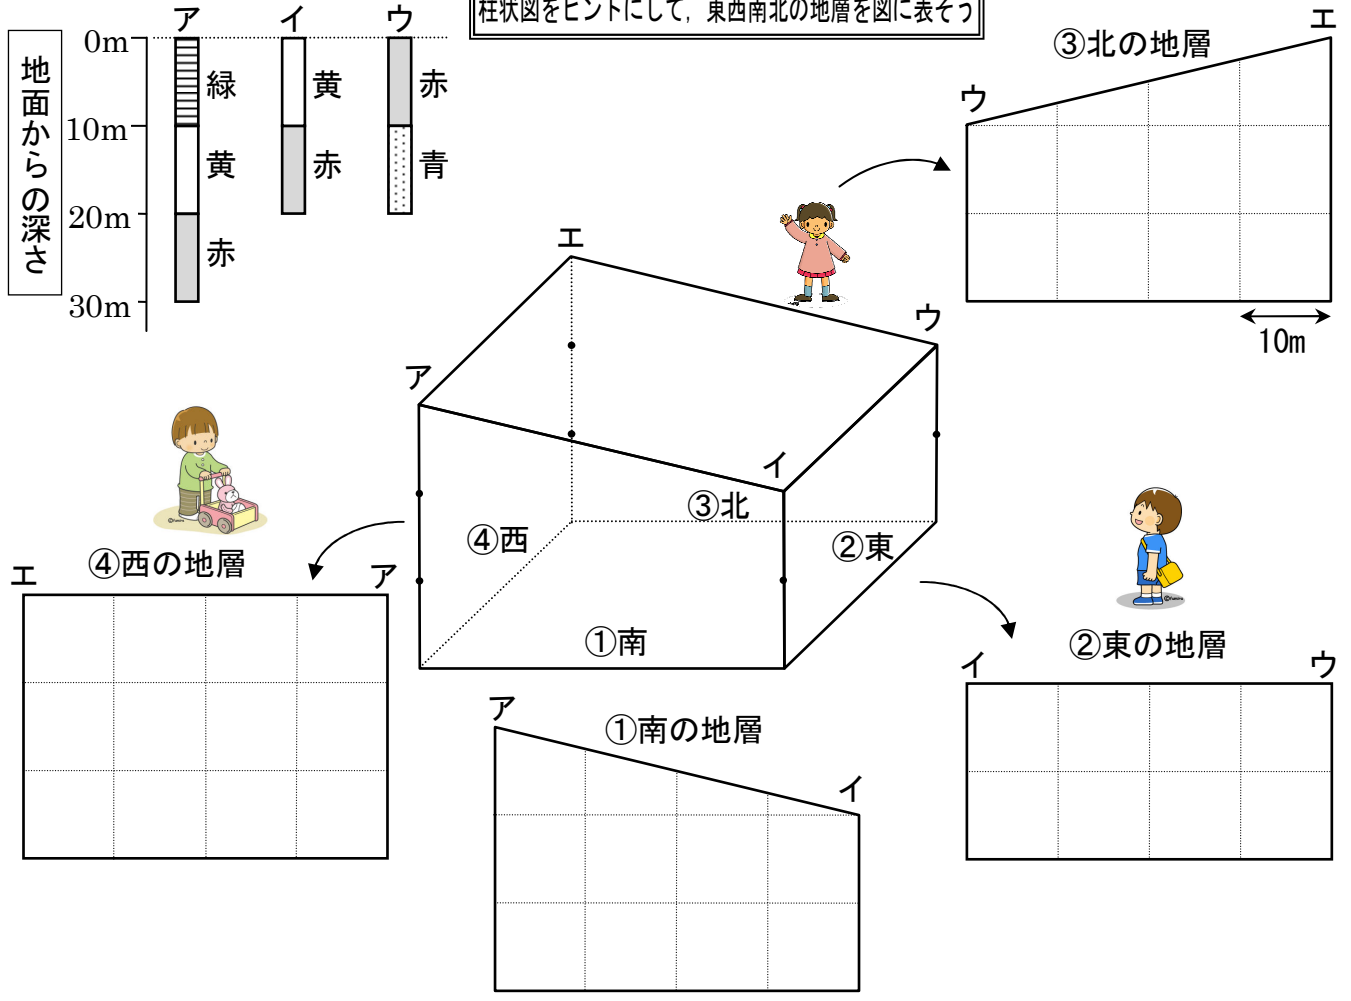 柱状図をヒントにして，東西南北の地層を図に表そう
地面からの深さ
0m
10m
20m
30m
ア イ ウ
緑
黄
赤
黄
赤
赤
青
③北の地層
ウ
エ
10m
エ
ウ
ア
イ
③北
④西
②東
①南
④西の地層
エ
ア
②東の地層
イ
ウ
①南の地層
ア
イ